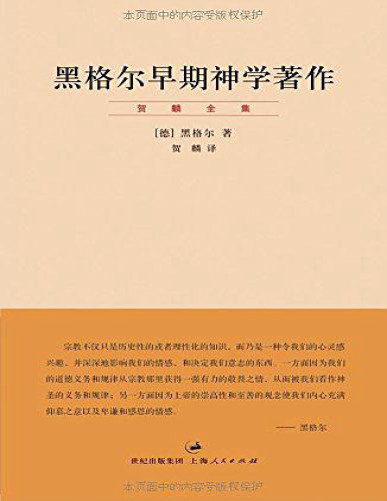 本页面中的内容受版权保护
黑格尔早期神学著作
贺麟全集
[德] 黑格尔 著
贺麟 译
宗教不仅只是历史性的或者理性化的知识，而乃是一种令我们的心灵感
兴趣，并深深地影响我们的情感，和决定我们意志的东西。一方面因为我们
的道德义务和规律从宗教那里获得一强有力的敬畏之情，从而被我们看作神
圣的义务和规律；另一方面因为上帝的崇高性和至善的观念使我们内心充满
仰慕之意以及卑谦和感恩的情感。
—— 黑格尔
世纪出版集团 上海人民出版社
本页面中的内容受版权保护